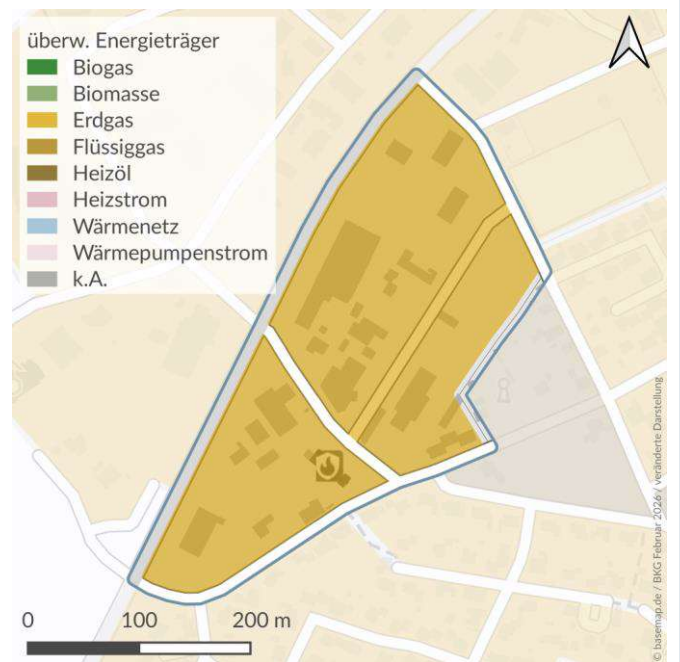 überw. Energieträger
Biogas
Biomasse
Erdgas
Flüssiggas
Heizöl
Heizstrom
Wärmenetz
Wärmepumpenstrom
k.A.
0 100 200 m
© basemap.de / BKG Februar 2026 / veränderte Darstellung